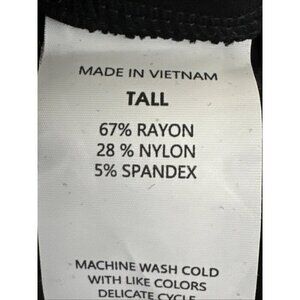 MADE IN VIETNAM
TALL
67% RAYON
28 % NYLON
5% SPANDEX
MACHINE WASH COLD
WITH LIKE COLORS
DELICATE CYCLE